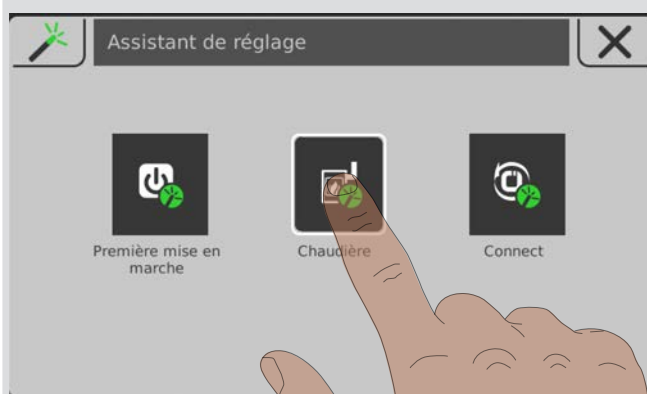 Assistant de réglage
Première mise en
marche
Chaudière
Connect